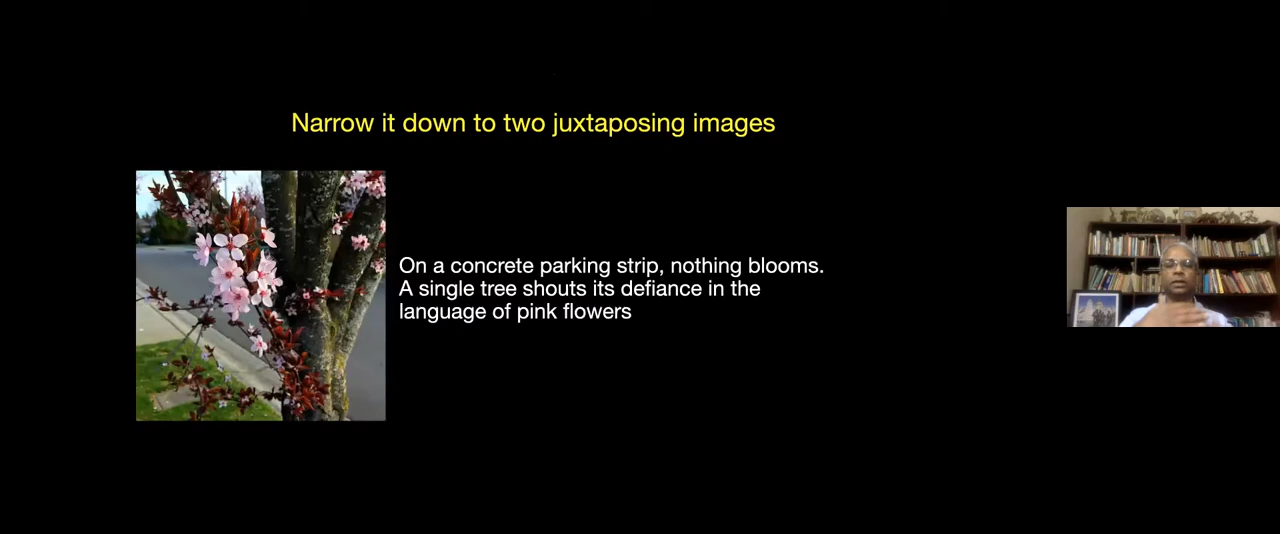 Narrow it down to two juxtaposing images
On a concrete parking strip, nothing blooms.
A single tree shouts its defiance in the
language of pink flowers